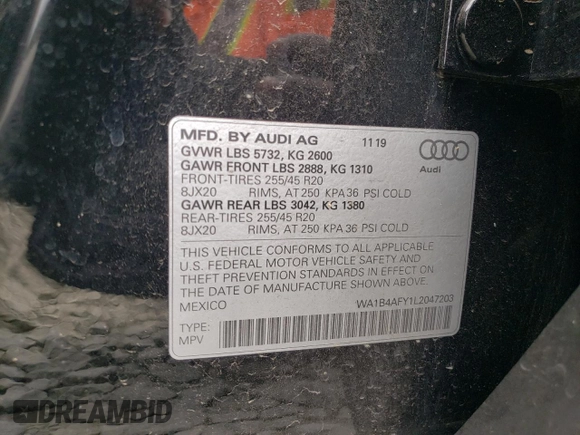 MFD. BY AUDI AG 11 19
GVWR LBS 5732, KG 2600
GAWR FRONT LBS 2888, KG 1310
FRONT-TIRES 255/45 R20
8JX20 RIMS, AT 250 KPA 36 PSI COLD
GAWR REAR LBS 3042, KG 1380
REAR-TIRES 255/45 R20
8JX20 RIMS, AT 250 KPA 36 PSI COLD
Audi
THIS VEHICLE CONFORMS TO ALL APPLICABLE
U.S. FEDERAL MOTOR VEHICLE SAFETY AND
THEFT PREVENTION STANDARDS IN EFFECT ON
THE DATE OF MANUFACTURE SHOWN ABOVE.
MEXICO WA1B4AFY1L2047203
TYPE:
MPV
DREAMBID